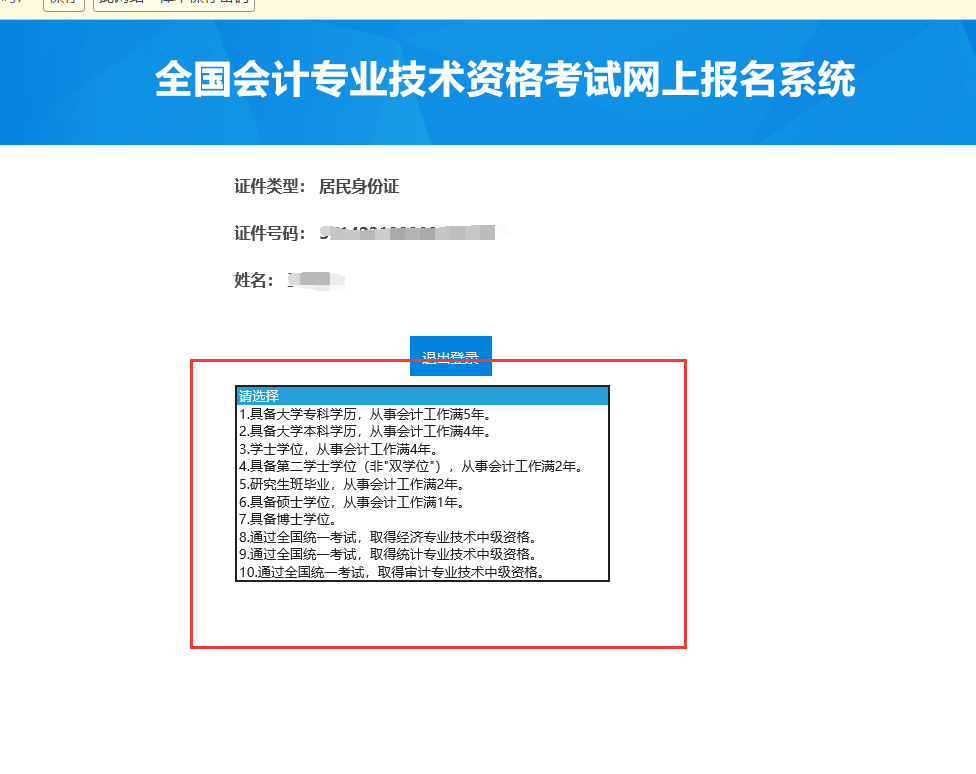 全国会计专业技术资格考试网上报名系统
证件类型： 居民身份证
证件号码：
姓名：
退出登录
请选择
1.具备大学专科学历，从事会计工作满5年。
2.具备大学本科学历，从事会计工作满4年。
3.学士学位，从事会计工作满4年。
4.具备第二学士学位（非"双学位"），从事会计工作满2年。
5.研究生班毕业，从事会计工作满2年。
6.具备硕士学位，从事会计工作满1年。
7.具备博士学位。
8.通过全国统一考试，取得经济专业技术中级资格。
9.通过全国统一考试，取得统计专业技术中级资格。
10.通过全国统一考试，取得审计专业技术中级资格。